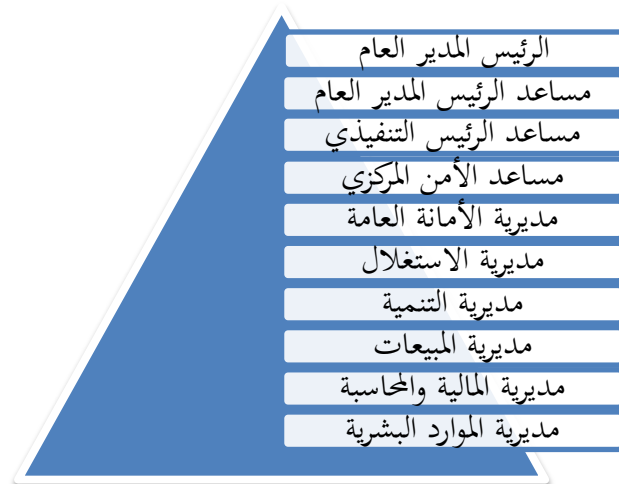 الرئيس المدير العام
مساعد الرئيس المدير العام
مساعد الرئيس التنفيذي
مساعد الأمن المركزي
مديرية الأمانة العامة
مديرية الاستغلال
مديرية التنمية
مديرية المبيعات
مديرية المالية والمحاسبة
مديرية الموارد البشرية